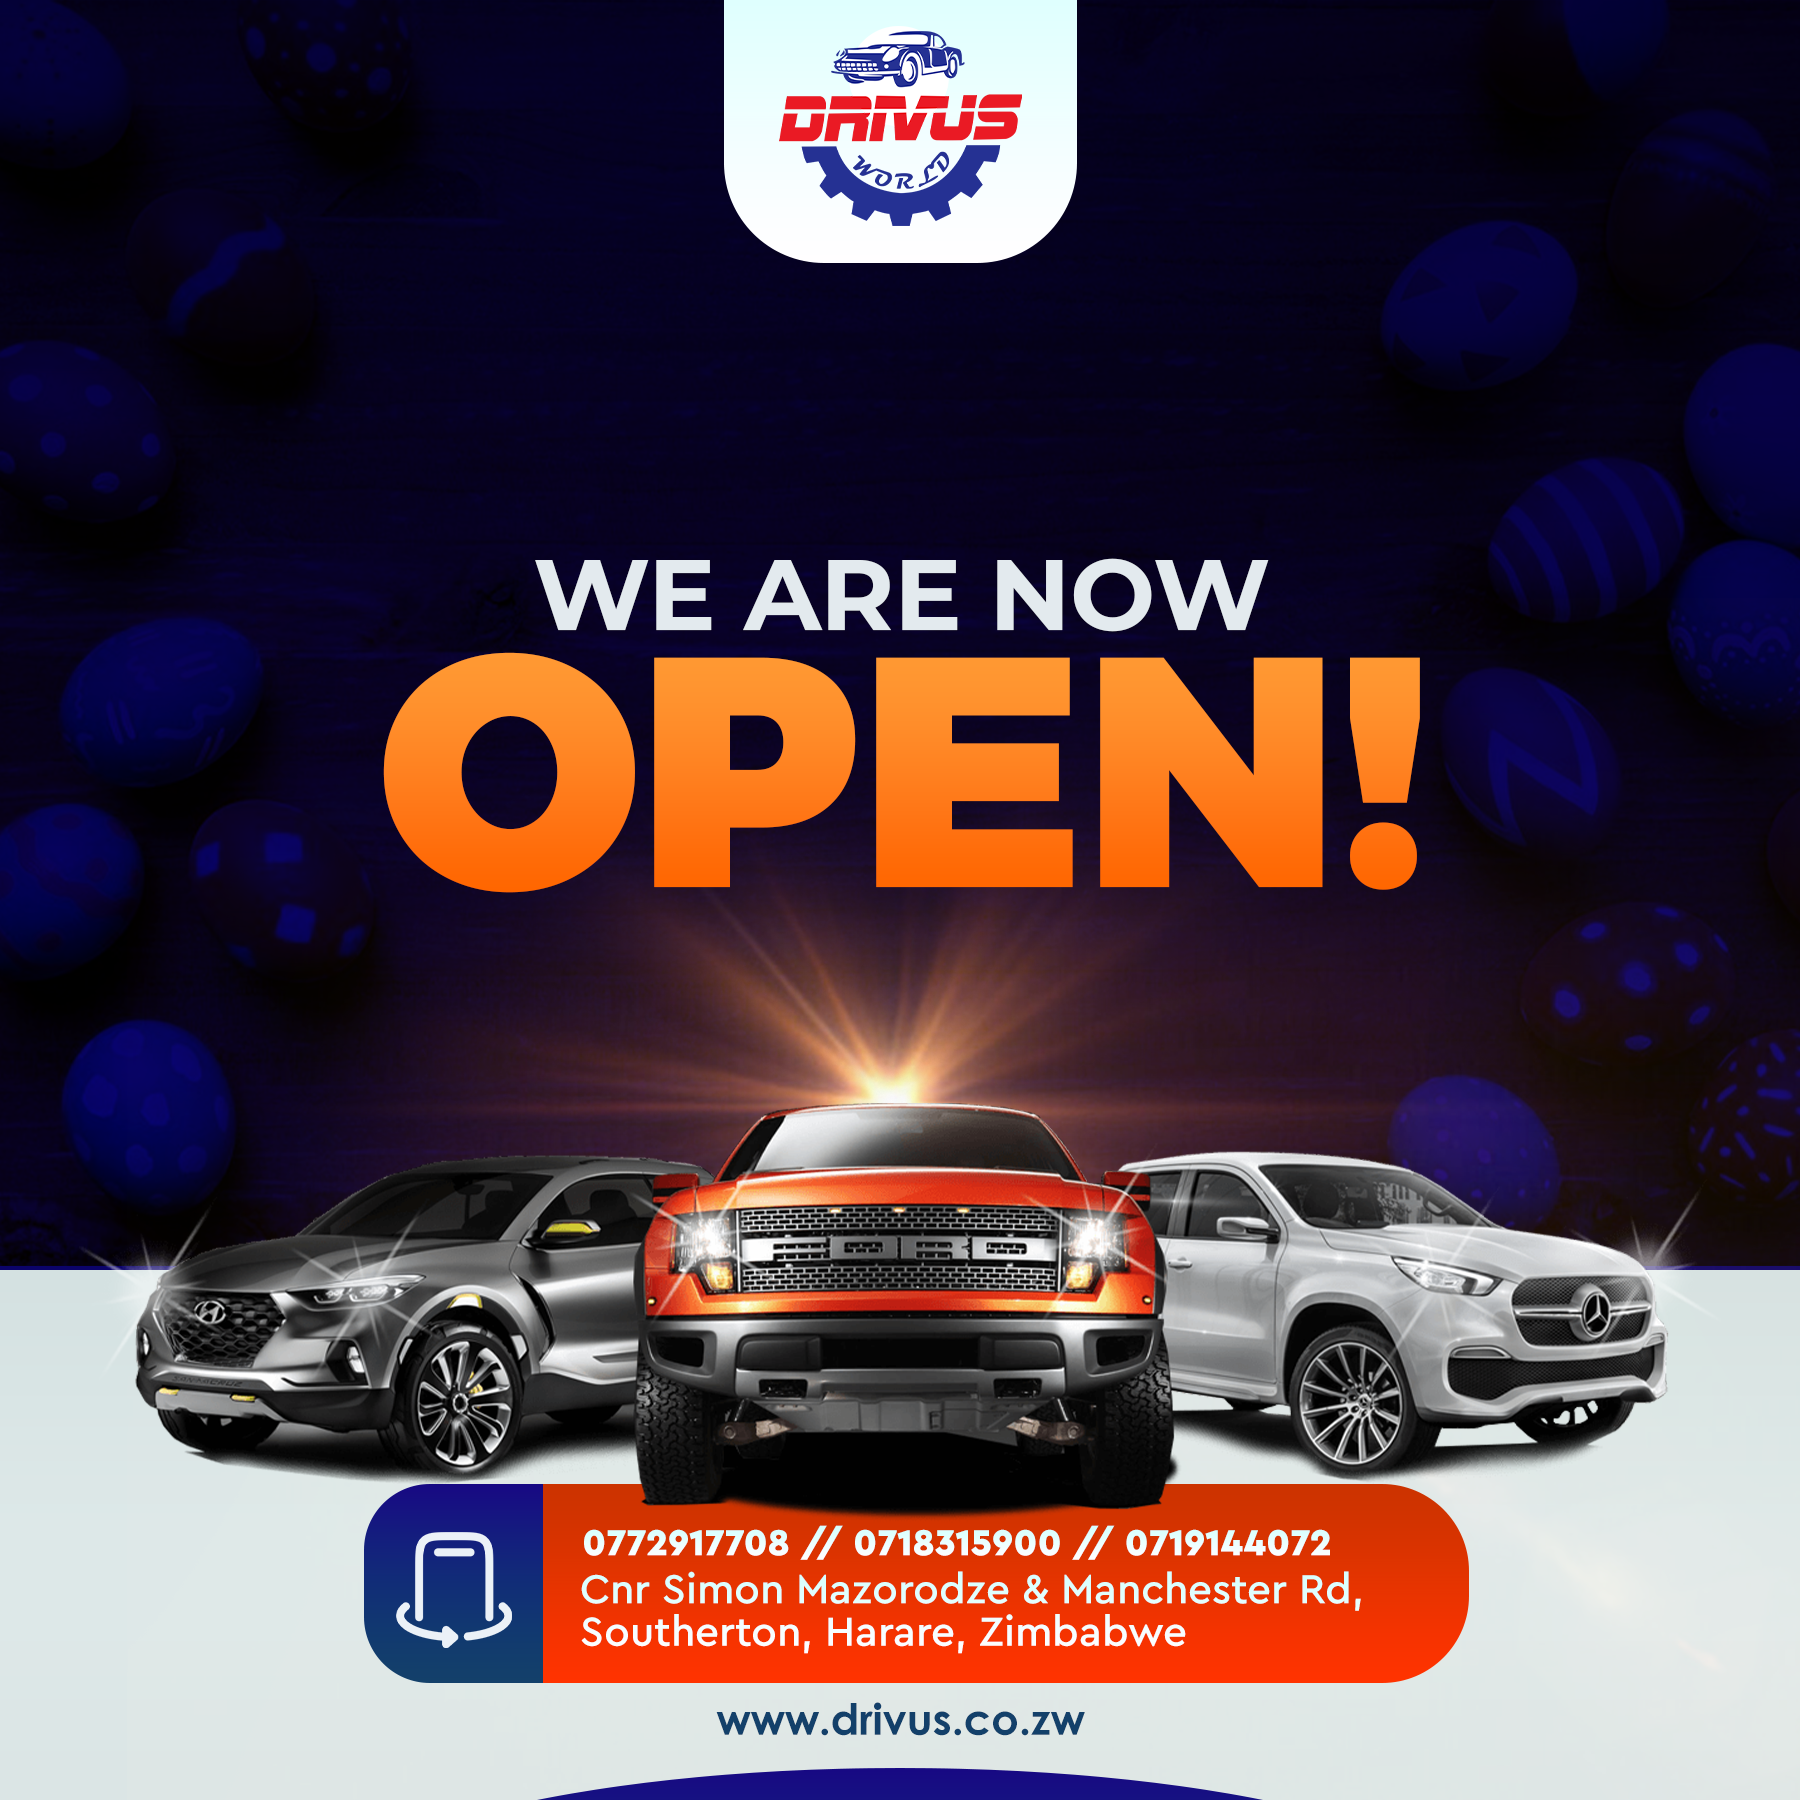 DRIVUS
WORLD
WE ARE NOW
OPEN!
FORD
0772917708 // 0718315900 // 0719144072
Cnr Simon Mazorodze & Manchester Rd,
Southerton, Harare, Zimbabwe
www.drivus.co.zw